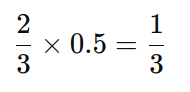 2/3 × 0.5 = 1/3